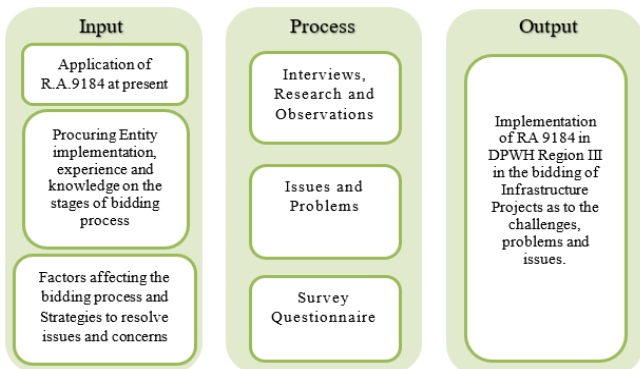 Input
Application of
R.A.9184 at present
Procuring Entity
implementation,
experience and
knowledge on the
stages of bidding
process
Factors affecting the
bidding process and
Strategies to resolve
issues and concerns
Process
Interviews,
Research and
Observations
Issues and
Problems
Survey
Questionnaire
Output
Implementation
of RA 9184 in
DPWH Region III
in the bidding of
Infrastructure
Projects as to the
challenges,
problems and
issues.